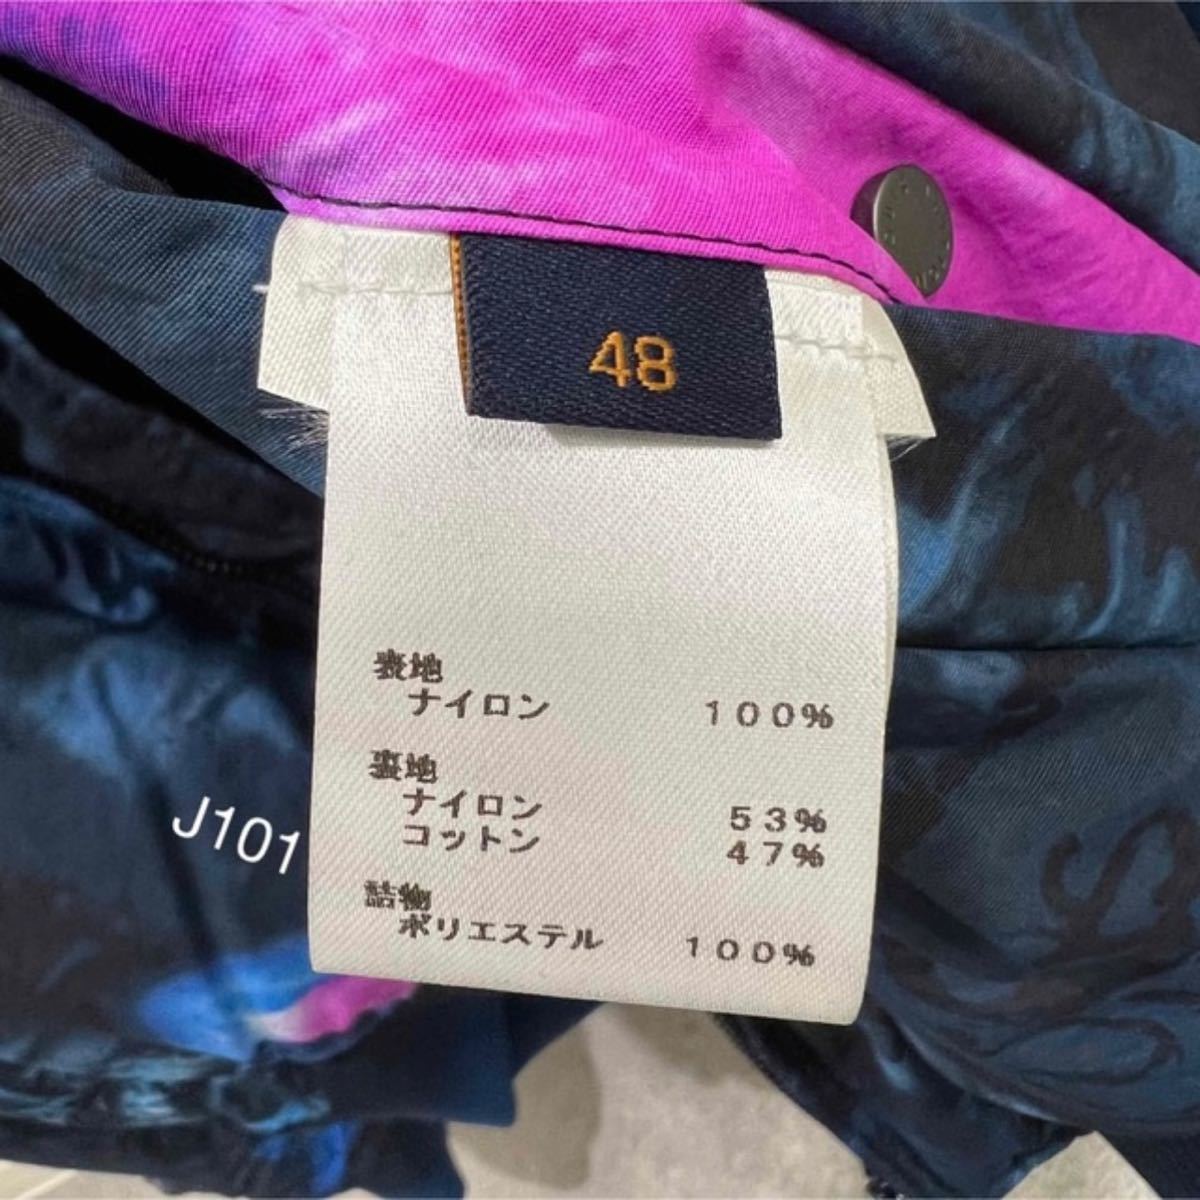 48
表地
ナイロン 100%
裏地
ナイロン 53%
コットン 47%
詰物
ポリエステル 100%
J101